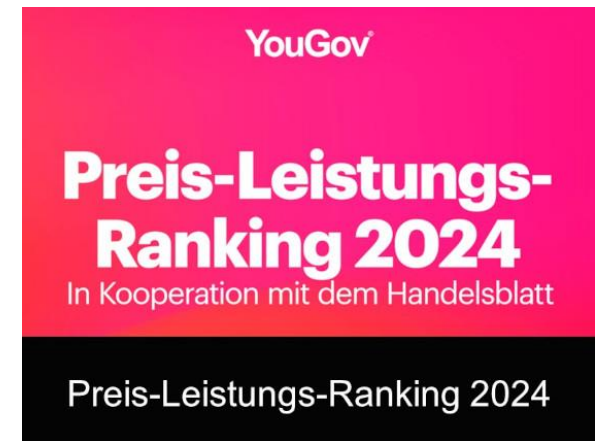 YouGov
Preis-Leistungs-
Ranking 2024
In Kooperation mit dem Handelsblatt
Preis-Leistungs-Ranking 2024